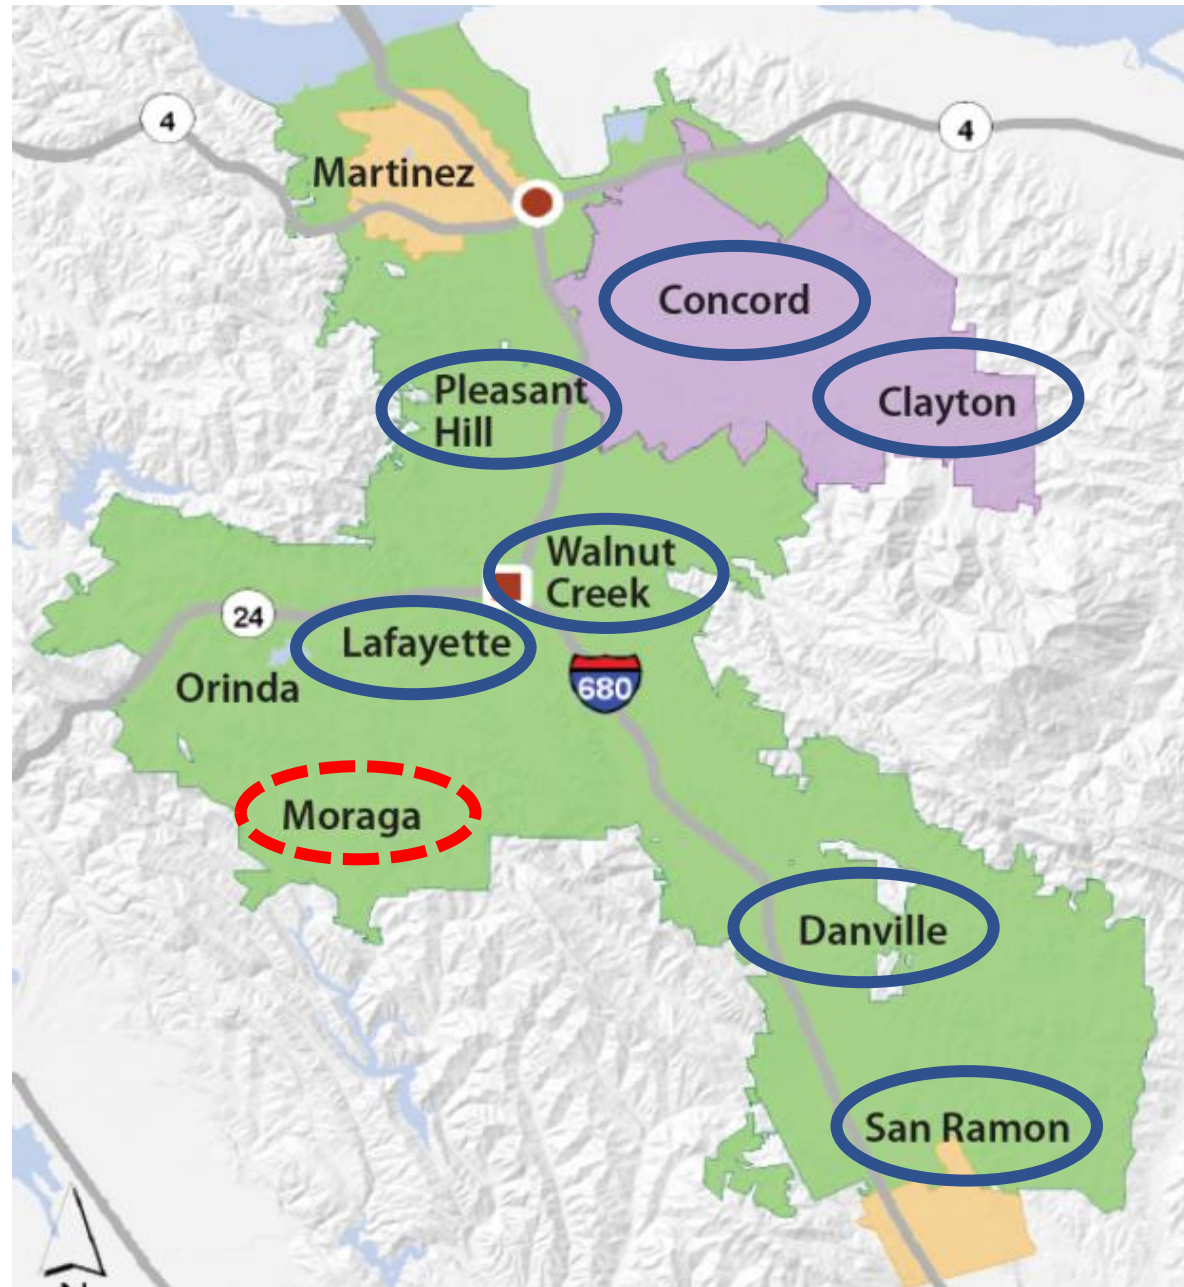 4
4
Martinez
Concord
Pleasant
Hill
Clayton
Walnut
Creek
24
Lafayette
680
Orinda
Moraga
Danville
San Ramon